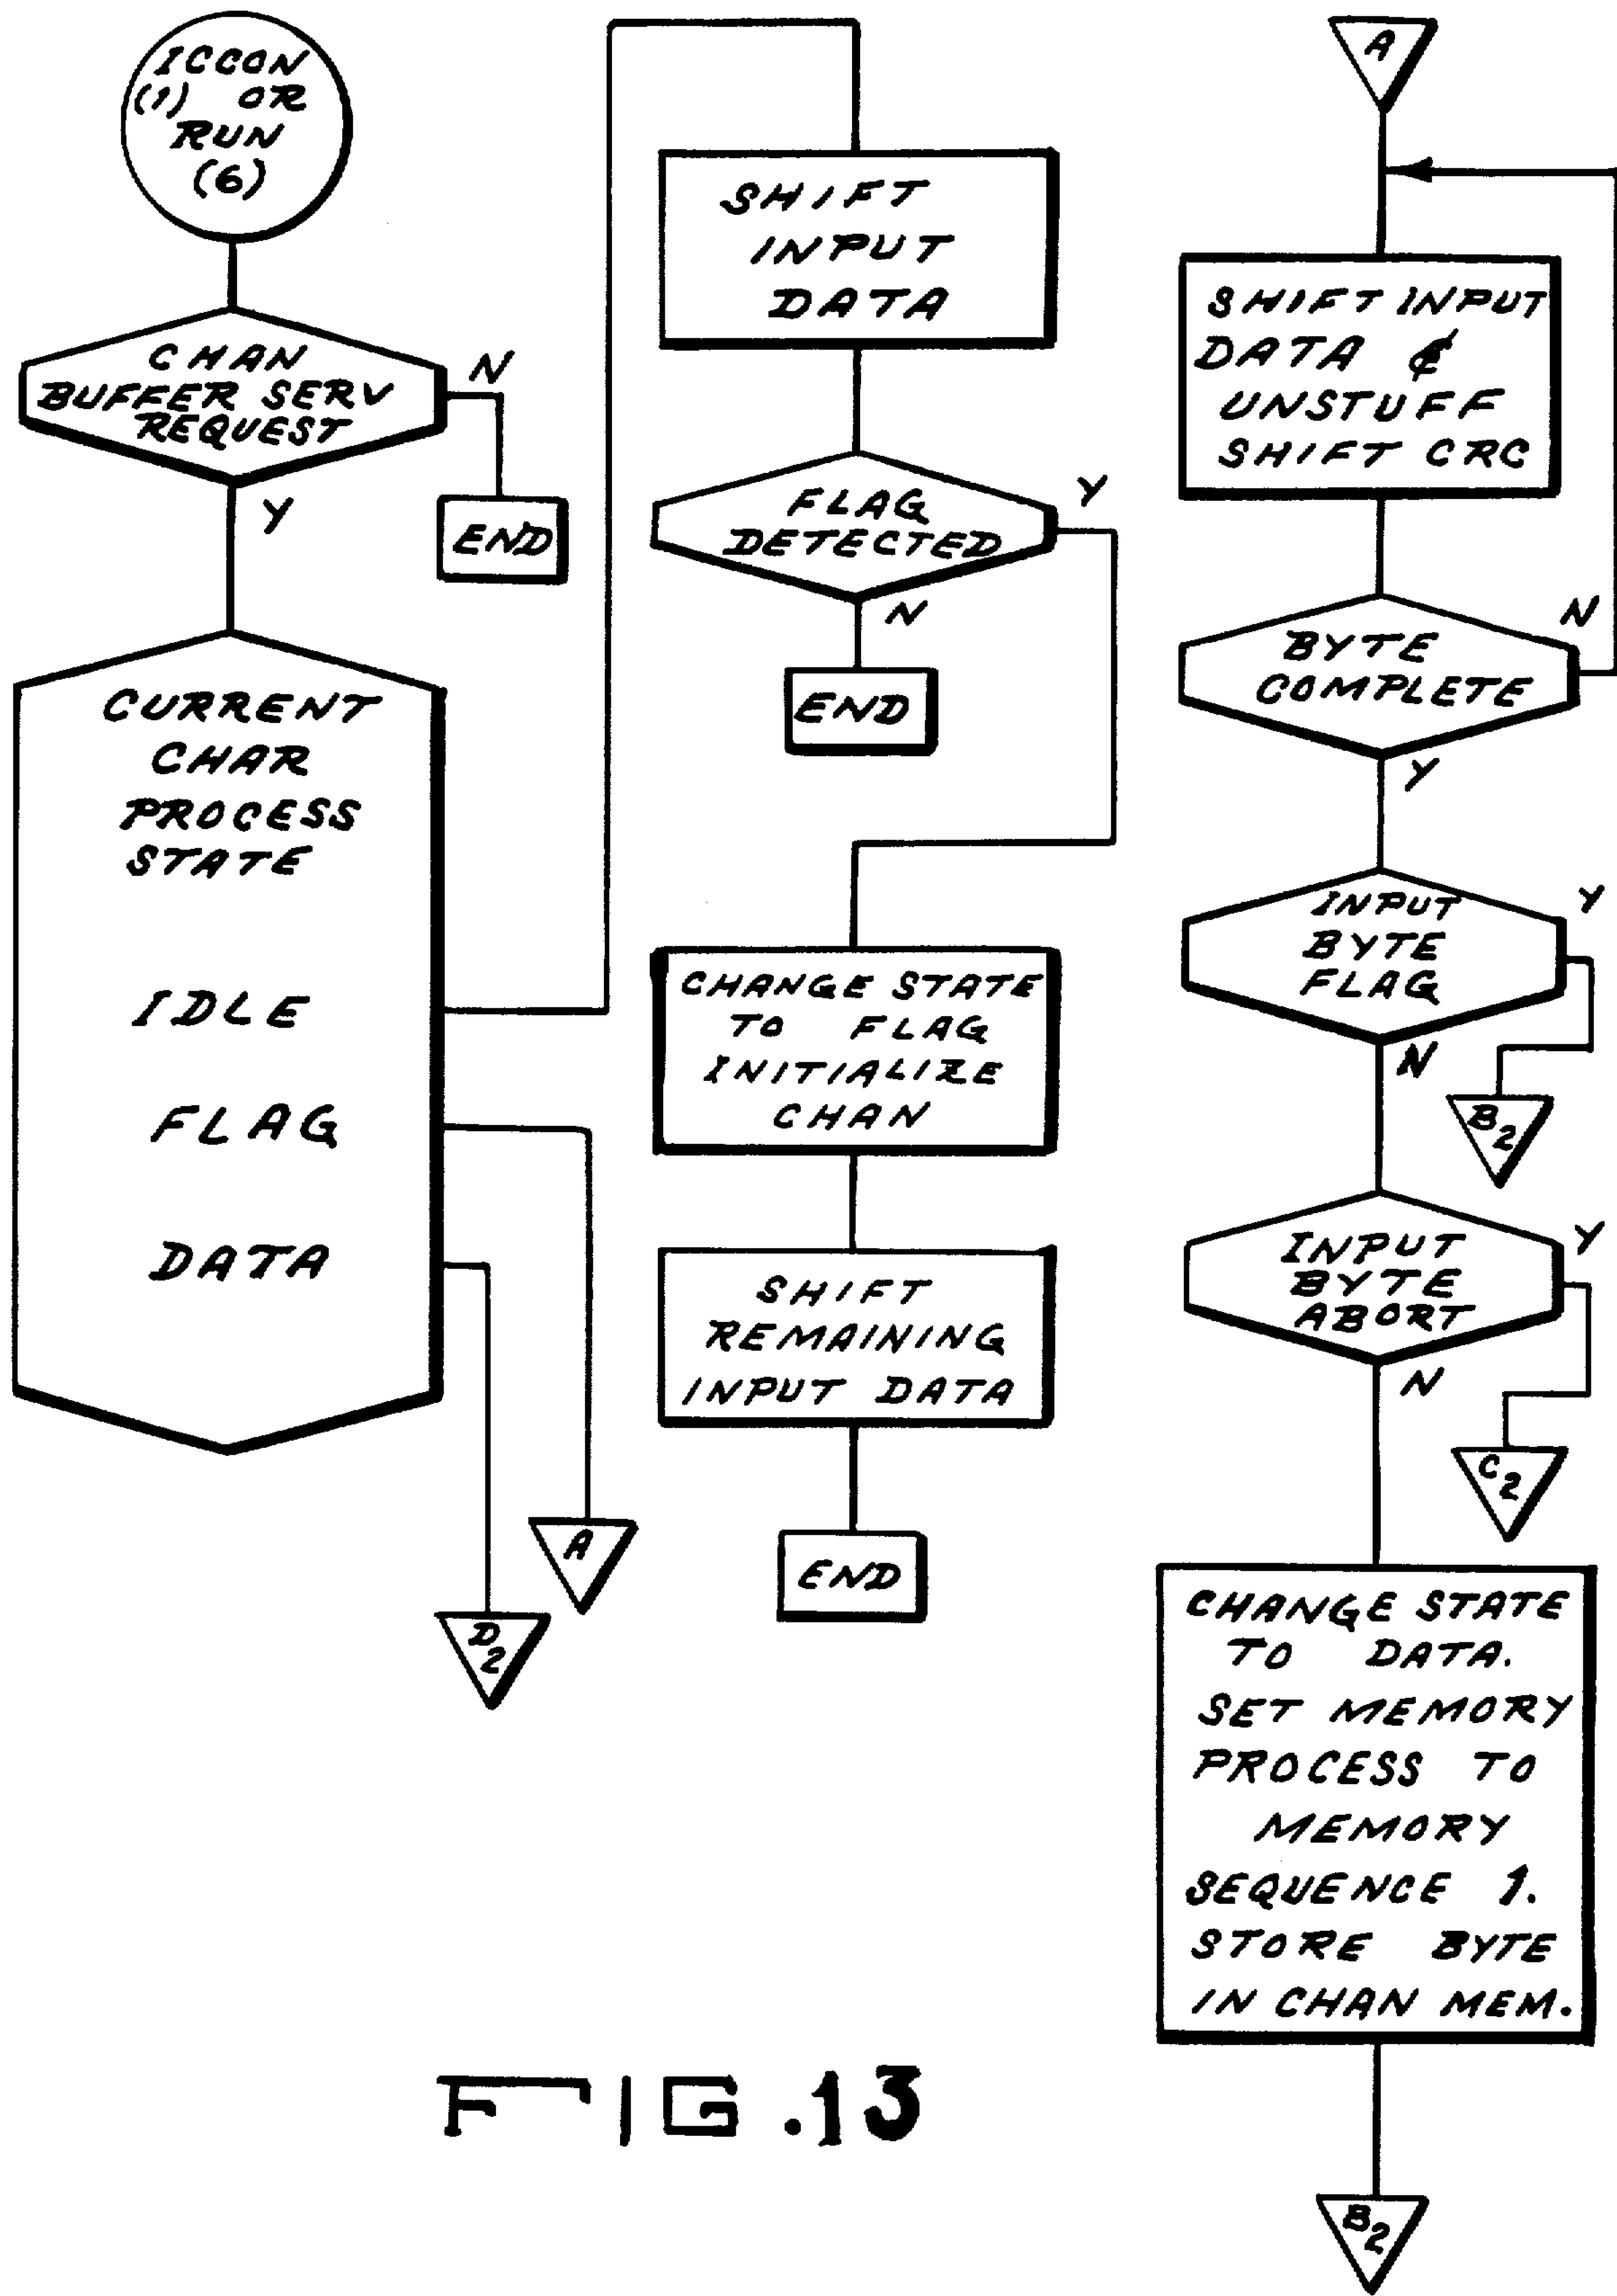 ICCON
(1) OR
RUN
(6)
CHAN
BUFFER SERV
REQUEST
N
END
Y
CURRENT
CHAR
PROCESS
STATE
IDLE
FLAG
DATA
A
D2
SHIFT
INPUT
DATA
FLAG
DETECTED
Y
N
END
CHANGE STATE
TO FLAG
INITIALIZE
CHAN
SHIFT
REMAINING
INPUT DATA
END
A
SHIFT INPUT
DATA &
UNSTUFF
SHIFT CRC
BYTE
COMPLETE
N
Y
INPUT
BYTE
FLAG
Y
B2
N
INPUT
BYTE
ABORT
Y
C2
N
CHANGE STATE
TO DATA.
SET MEMORY
PROCESS TO
MEMORY
SEQUENCE 1.
STORE BYTE
IN CHAN MEM.
B2
FIG.13